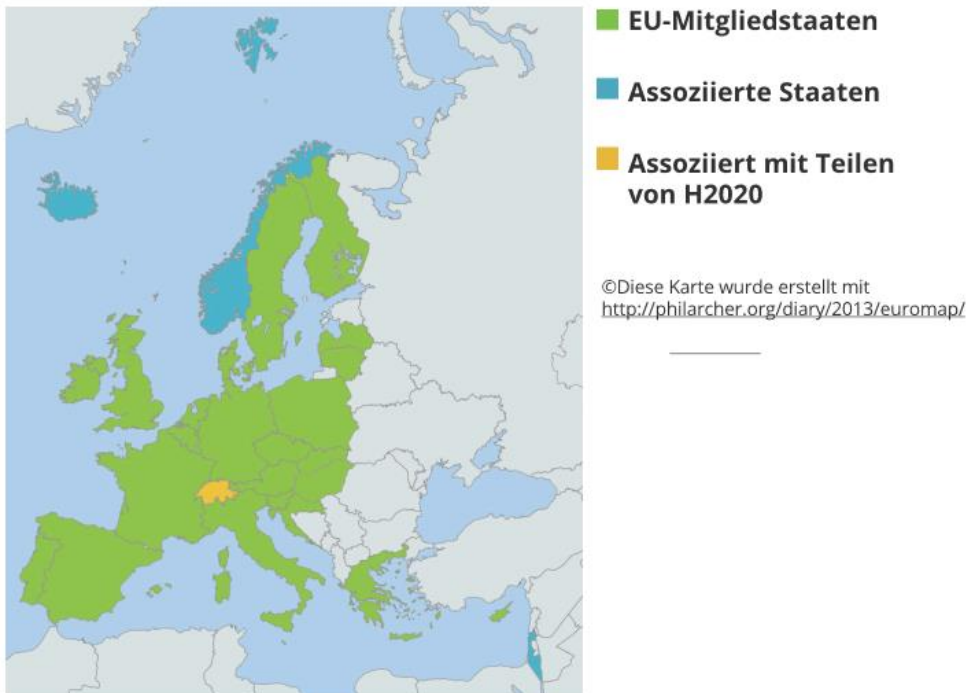 EU-Mitgliedstaaten
Assoziierte Staaten
Assoziiert mit Teilen
von H2020
©Diese Karte wurde erstellt mit
http://philarcher.org/diary/2013/euromap/